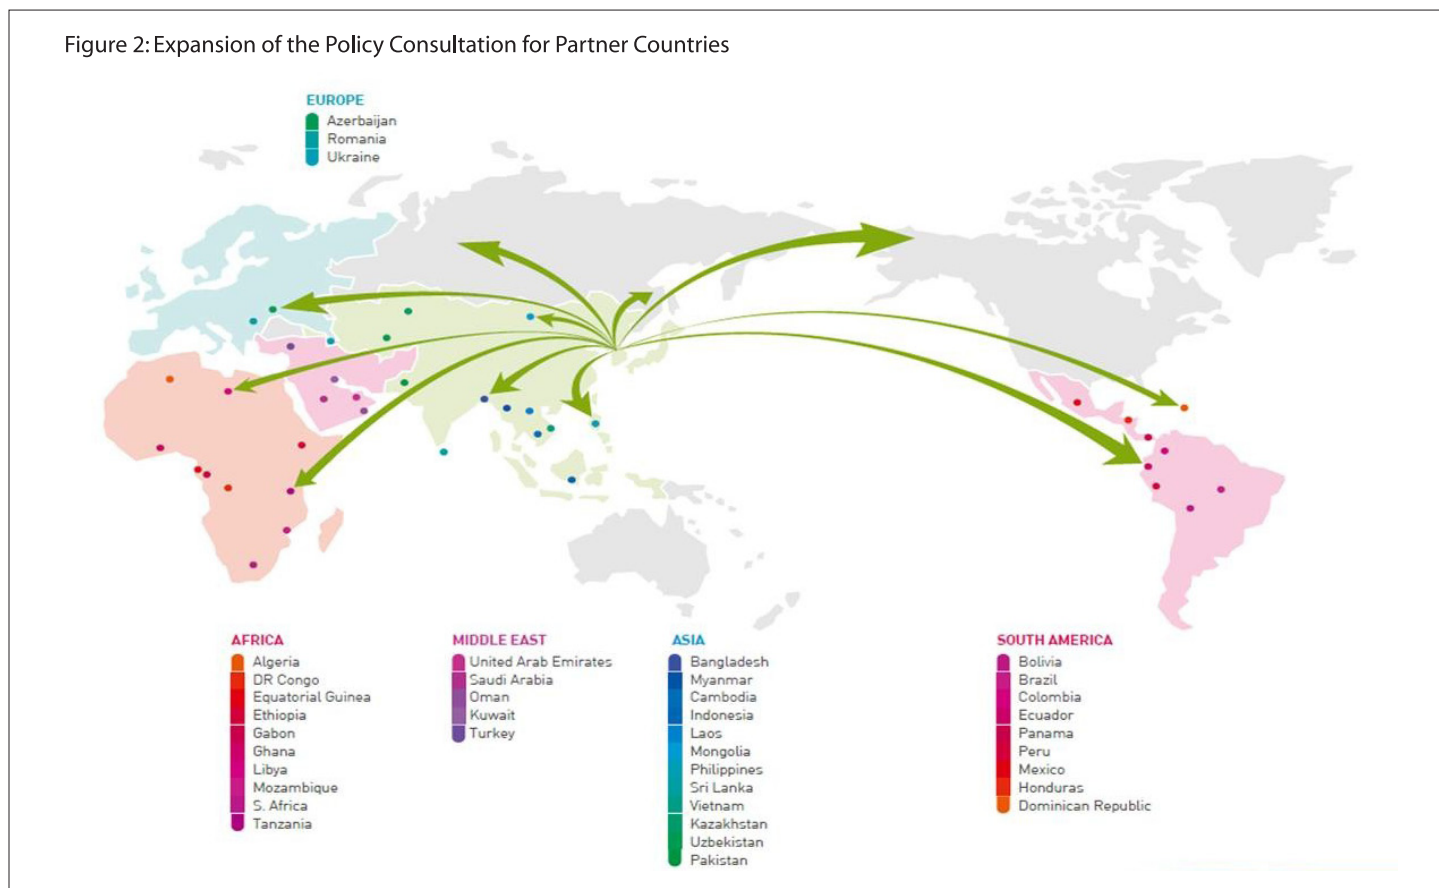 Figure 2: Expansion of the Policy Consultation for Partner Countries
EUROPE
Azerbaijan
Romania
Ukraine
AFRICA
Algeria
DR Congo
Equatorial Guinea
Ethiopia
Gabon
Ghana
Libya
Mozambique
S. Africa
Tanzania
MIDDLE EAST
United Arab Emirates
Saudi Arabia
Oman
Kuwait
Turkey
ASIA
Bangladesh
Myanmar
Cambodia
Indonesia
Laos
Mongolia
Philippines
Sri Lanka
Vietnam
Kazakhstan
Uzbekistan
Pakistan
SOUTH AMERICA
Bolivia
Brazil
Colombia
Ecuador
Panama
Peru
Mexico
Honduras
Dominican Republic